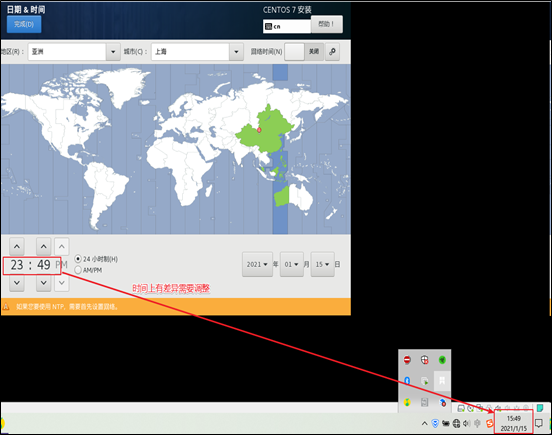 日期 & 时间
CENTOS 7 安装
完成(D)
cn
帮助！
地区(R)：
亚洲
城市(C)：
上海
网络时间(N)
关闭
23 : 49 PM
24 小时制(H)
AM/PM
2021 年 01 月 15 日
时间上有差异需要调整
如果您要使用 NTP，需要首先设置网络。
15:49
2021/1/15